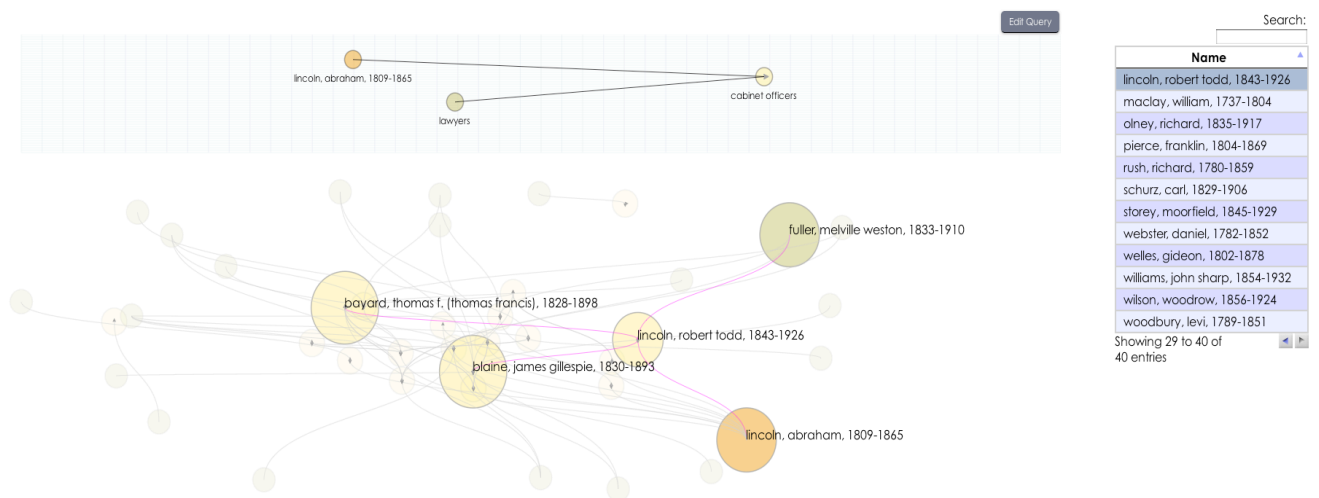 Edit Query
lincoln, abraham, 1809-1865
cabinet officers
lawyers
fuller, melville weston, 1833-1910
bayard, thomas f. (thomas francis), 1828-1898
lincoln, robert todd, 1843-1926
blaine, james gillespie, 1830-1893
lincoln, abraham, 1809-1865
Search:
Name
lincoln, robert todd, 1843-1926
maclay, william, 1737-1804
olney, richard, 1835-1917
pierce, franklin, 1804-1869
rush, richard, 1780-1859
schurz, carl, 1829-1906
storey, moorfield, 1845-1929
webster, daniel, 1782-1852
welles, gideon, 1802-1878
williams, john sharp, 1854-1932
wilson, woodrow, 1856-1924
woodbury, levi, 1789-1851
Showing 29 to 40 of
40 entries